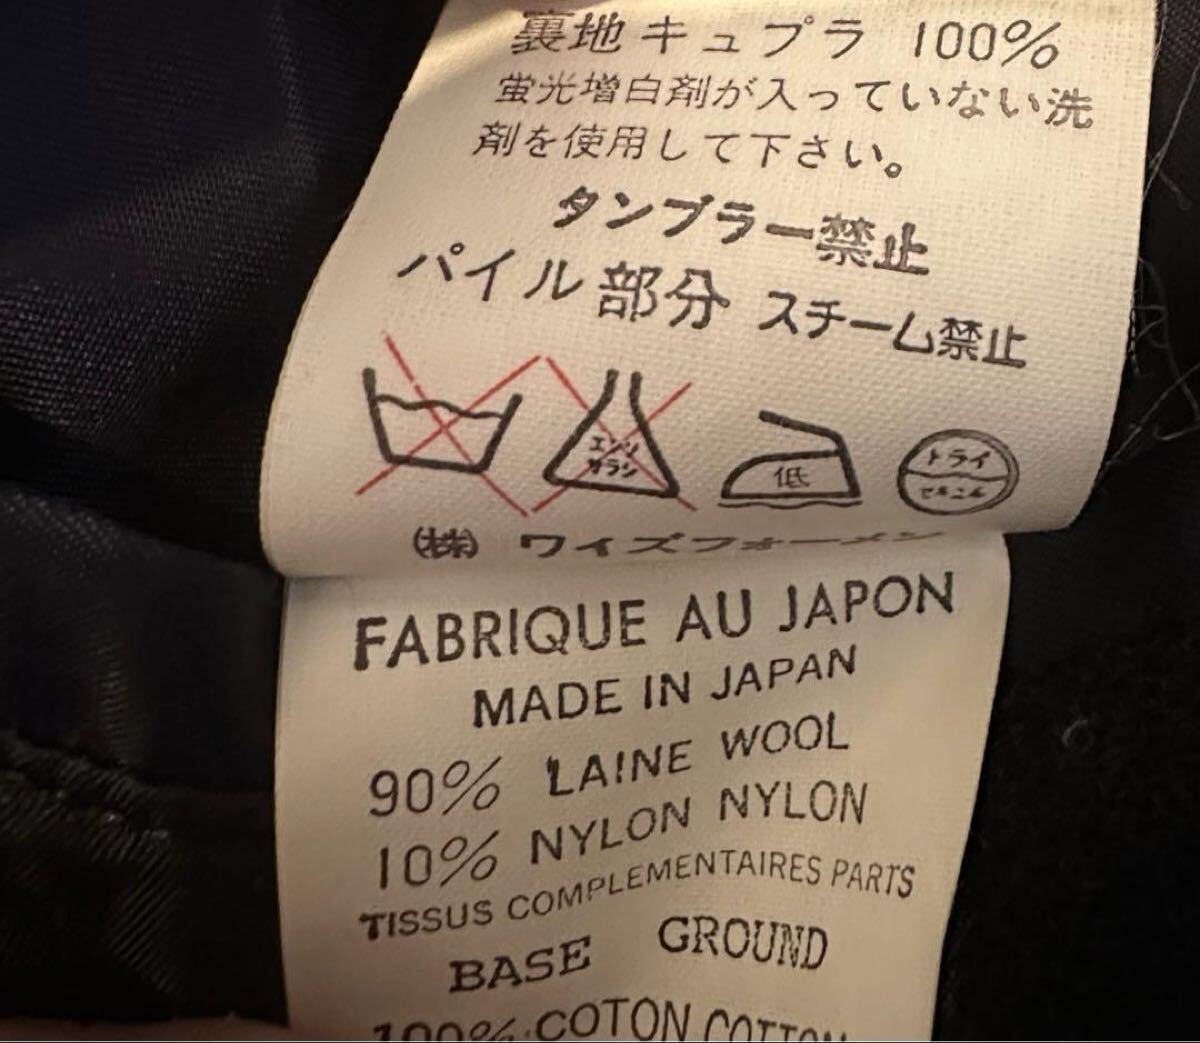 裏地キュプラ 100%
蛍光増白剤が入っていない洗
剤を使用して下さい。
タンブラー禁止
パイル部分 スチーム禁止
エンソ
サラシ
低
ドライ
セキユ系
(株) ワイズフォーメン
FABRIQUE AU JAPON
MADE IN JAPAN
90% LAINE WOOL
10% NYLON NYLON
TISSUS COMPLEMENTAIRES PARTS
BASE GROUND
100% COTON COTTON